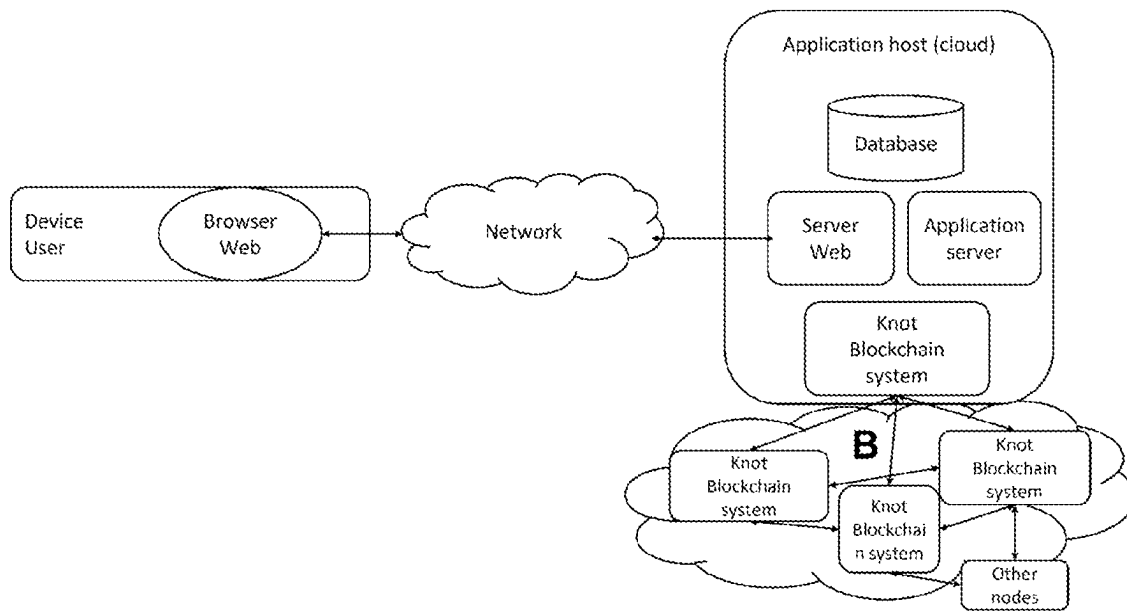 Application host (cloud)
Database
Device
User
Browser
Web
Network
Server
Web
Application
server
Knot
Blockchain
system
B
Knot
Blockchain
system
Knot
Blockchain
system
Knot
Blockchai
n system
Other
nodes